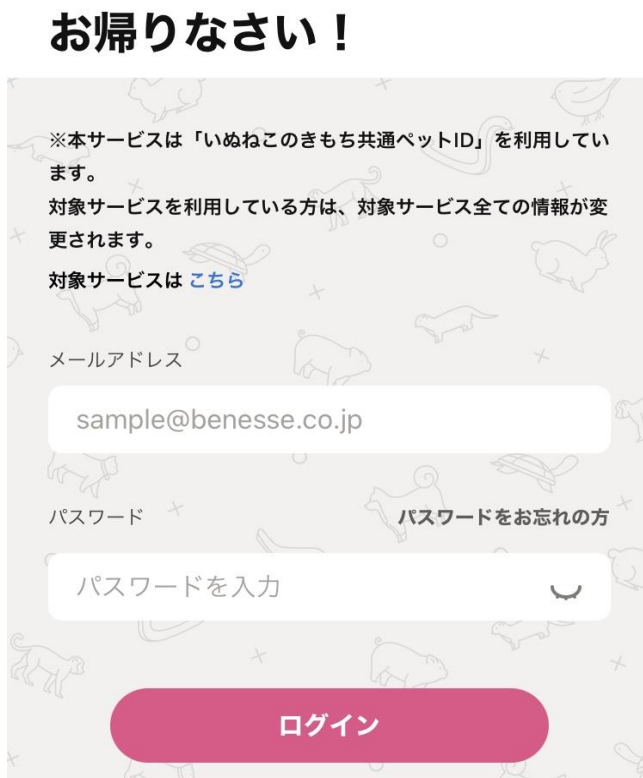 お帰りなさい！
※本サービスは「いぬねこのきもち共通ペットID」を利用してい
ます。
対象サービスを利用している方は、対象サービス全ての情報が変
更されます。
対象サービスは こちら
メールアドレス
sample@benesse.co.jp
パスワード パスワードをお忘れの方
パスワードを入力
ログイン